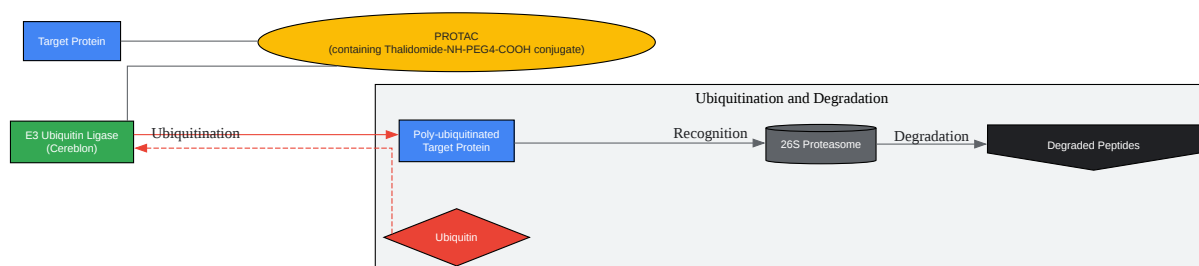 Target Protein
PROTAC
(containing Thalidomide-NH-PEG4-COOH conjugate)
Ubiquitination and Degradation
E3 Ubiquitin Ligase
(Cereblon)
Ubiquitination
Poly-ubiquitinated
Target Protein
Recognition
26S Proteasome
Degradation
Degraded Peptides
Ubiquitin